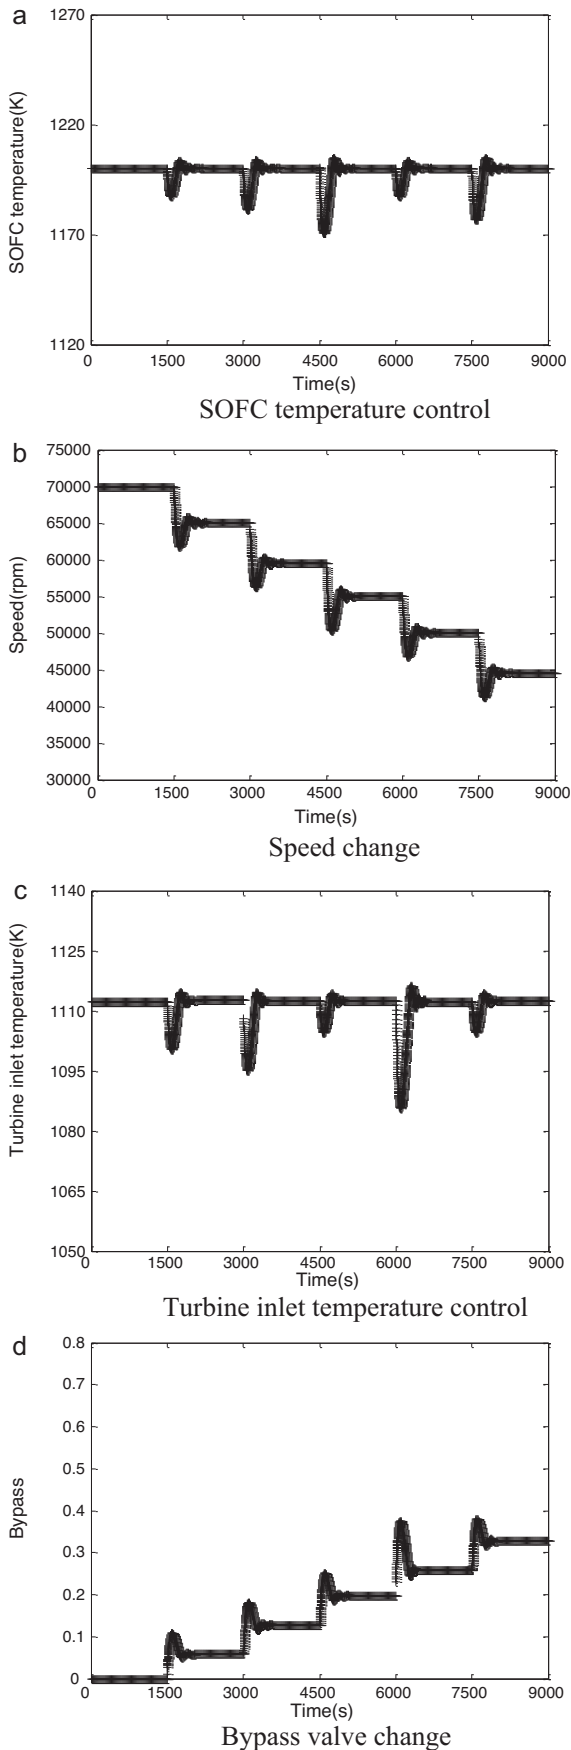 a
1270
1220
1170
1120
SOFC temperature(K)
0 1500 3000 4500 6000 7500 9000
Time(s)
SOFC temperature control
b
75000
70000
65000
60000
55000
50000
45000
40000
35000
30000
Speed(rpm)
0 1500 3000 4500 6000 7500 9000
Time(s)
Speed change
c
1140
1125
1110
1095
1080
1065
1050
Turbine inlet temperature(K)
0 1500 3000 4500 6000 7500 9000
Time(s)
Turbine inlet temperature control
d
0.8
0.7
0.6
0.5
0.4
0.3
0.2
0.1
0
Bypass
0 1500 3000 4500 6000 7500 9000
Time(s)
Bypass valve change